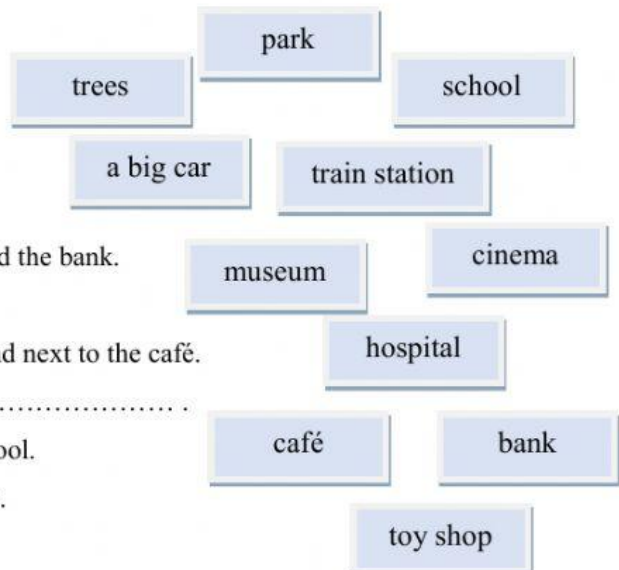 park
trees
school
a big car
train station
d the bank.
cinema
museum
nd next to the café.
hospital
.................... .
café
bank
ool.
.
toy shop